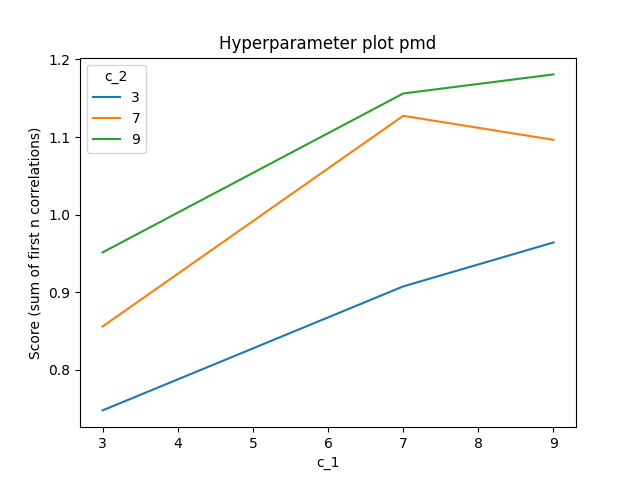 Hyperparameter plot pmd
c_2
3
7
9
Score (sum of first n correlations)
1.2
1.1
1.0
0.9
0.8
3 4 5 6 7 8 9
c_1